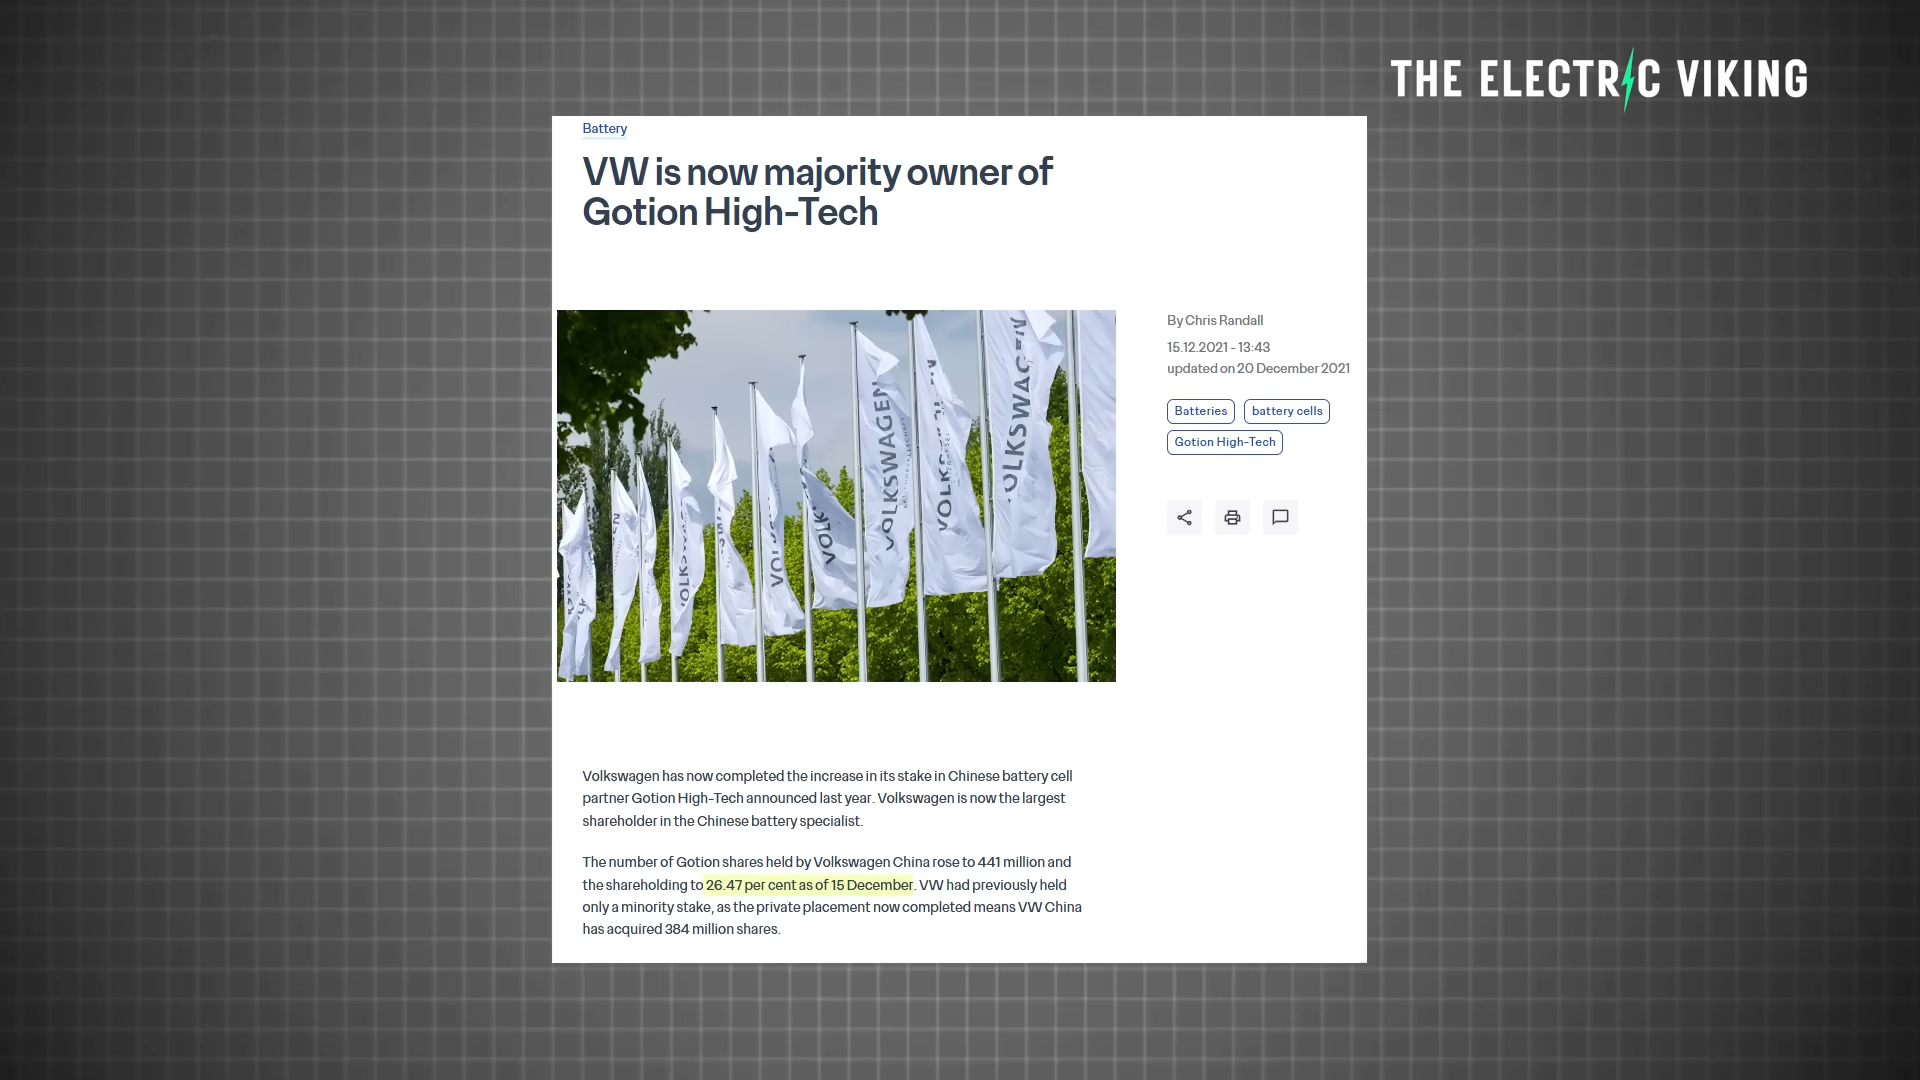 THE ELECTRIC VIKING
Battery
VW is now majority owner of
Gotion High-Tech
By Chris Randall
15.12.2021 - 13:43
updated on 20 December 2021
Batteries
battery cells
Gotion High-Tech
VOLKSWAGEN
VOLKSWAGEN
Volkswagen has now completed the increase in its stake in Chinese battery cell
partner Gotion High-Tech announced last year. Volkswagen is now the largest
shareholder in the Chinese battery specialist.
The number of Gotion shares held by Volkswagen China rose to 441 million and
the shareholding to 26.47 per cent as of 15 December. VW had previously held
only a minority stake, as the private placement now completed means VW China
has acquired 384 million shares.